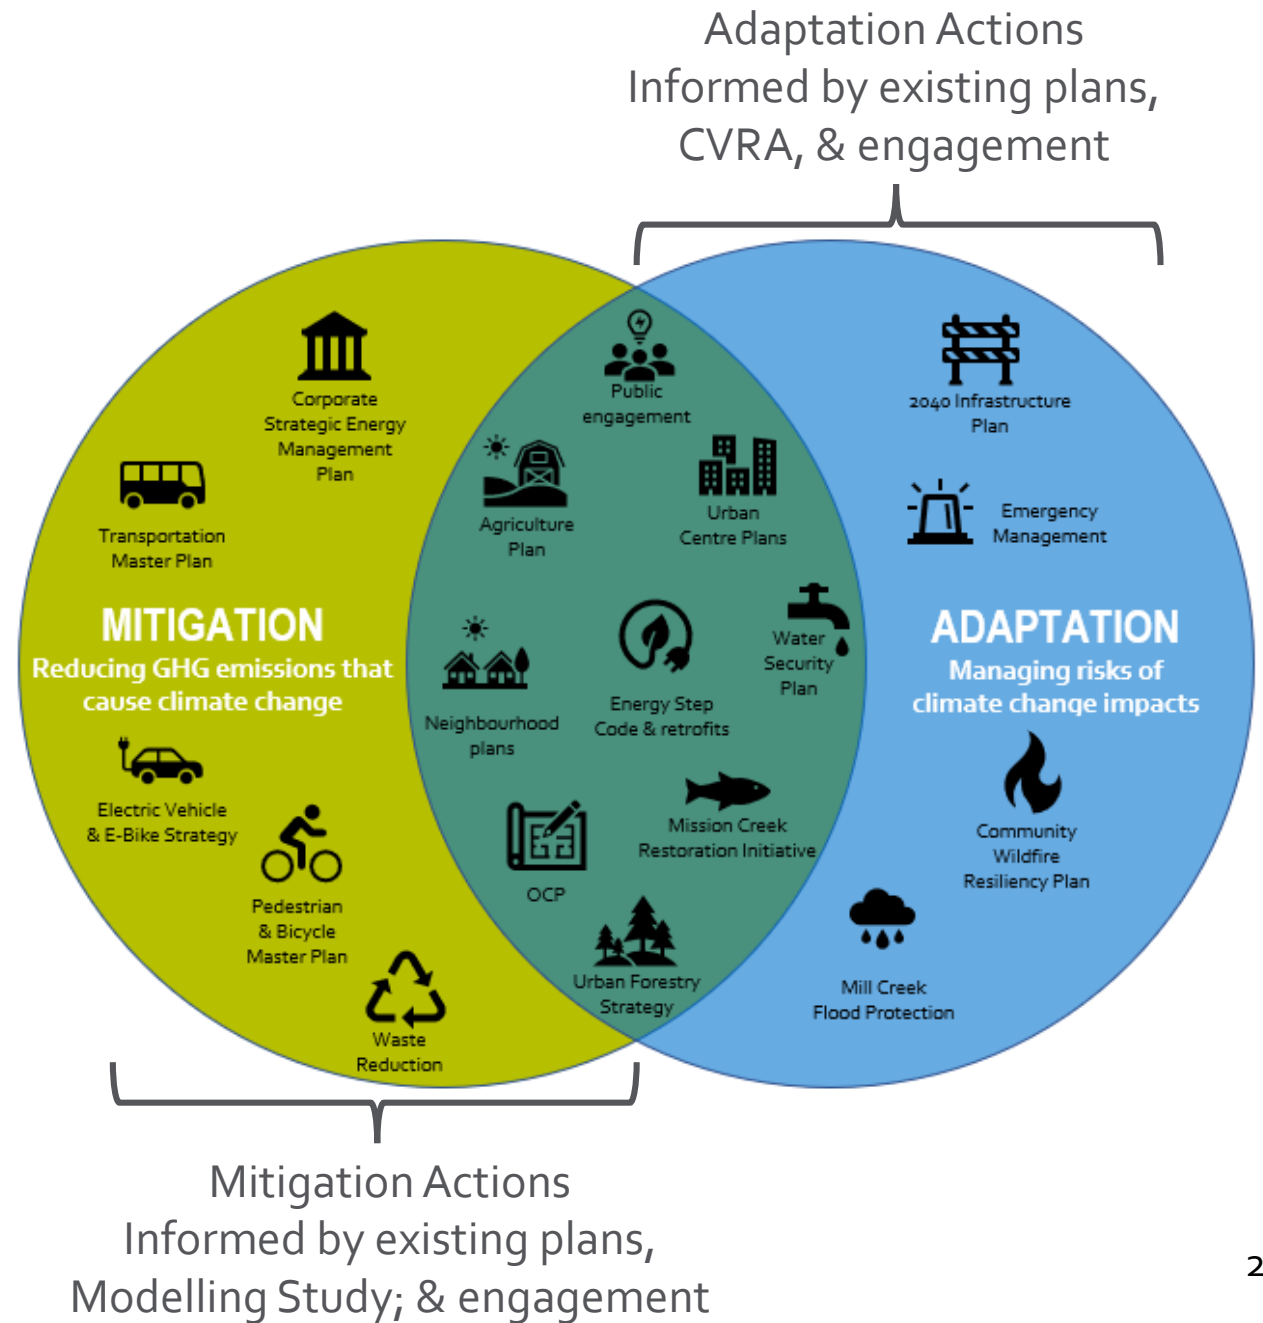 Adaptation Actions
Informed by existing plans,
CVRA, & engagement
Corporate
Strategic Energy
Management
Plan
Transportation
Master Plan
MITIGATION
Reducing GHG emissions that
cause climate change
Electric Vehicle
& E-Bike Strategy
Pedestrian
& Bicycle
Master Plan
Waste
Reduction
Public
engagement
Agriculture
Plan
Urban
Centre Plans
Neighbourhood
plans
Energy Step
Code & retrofits
Water
Security
Plan
Mission Creek
Restoration Initiative
OCP
Urban Forestry
Strategy
2040 Infrastructure
Plan
Emergency
Management
ADAPTATION
Managing risks of
climate change impacts
Community
Wildfire
Resiliency Plan
Mill Creek
Flood Protection
Mitigation Actions
Informed by existing plans,
Modelling Study; & engagement
2